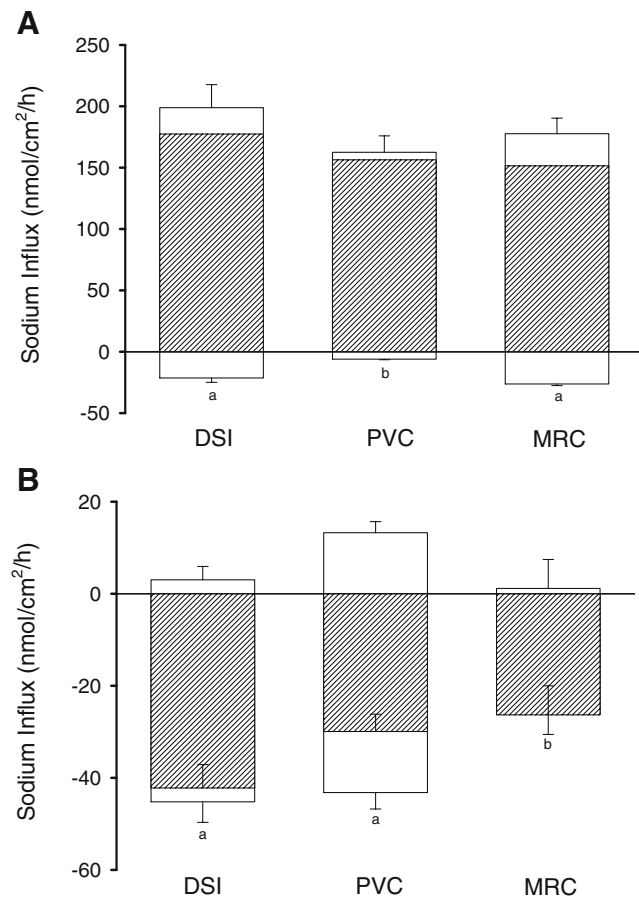 A
Sodium Influx (nmol/cm²/h)
250
200
150
100
50
0
-50
a
b
a
DSI
PVC
MRC
B
Sodium Influx (nmol/cm²/h)
20
0
-20
-40
-60
a
a
b
DSI
PVC
MRC